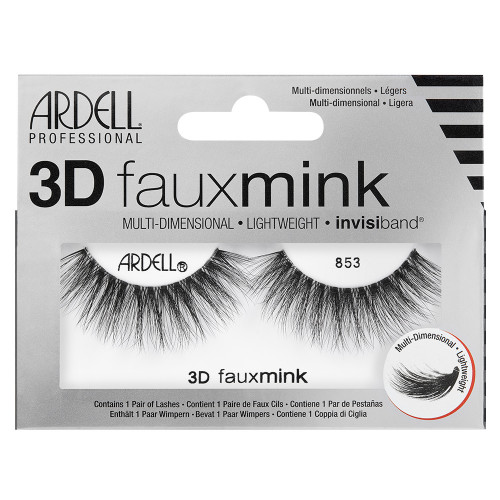 ARDELL®
PROFESSIONAL
Multi-dimensionnels • Légers
Multi-dimensional • Ligera
3D fauxmink
MULTI-DIMENSIONAL • LIGHTWEIGHT • invisiband®
ARDELL®
853
Multi-Dimensional • Lightweight
3D fauxmink
Contains 1 Pair of Lashes • Contient 1 Paire de Faux Cils • Contiene 1 Par de Pestañas
Enthält 1 Paar Wimpern • Bevat 1 Paar Wimpers • Contiene 1 Coppia di Ciglia